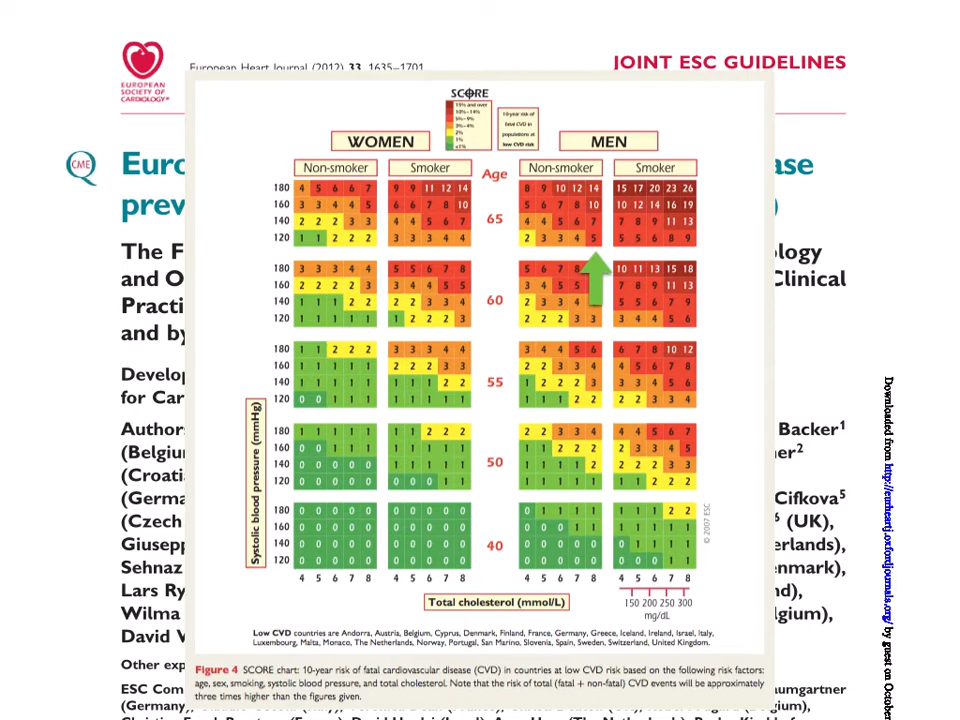 EUROPEAN
SOCIETY OF
CARDIOLOGY®
European Heart Journal (2012) 33, 1635–1701
JOINT ESC GUIDELINES
CME
Euro
ase
prev
)
The F
logy
and O
Clinical
Practi
and by
Develop
for Car
Author
Backer1
(Belgiu
ner2
(Croati
(Germa
Cifkova5
(Czech
6 (UK),
Giusepp
erlands),
Sehnaz
nmark),
Lars Ry
nd),
Wilma
lgium),
David V
Other exp
ESC Com
aumgartner
SCORE
15% and over
10%–14%
5%–9%
3%–4%
2%
1%
<1%
10-year risk of
fatal CVD in
populations at
low CVD risk
WOMEN
MEN
Non-smoker
Smoker
Age
Non-smoker
Smoker
180 4 5 6 6 7 9 9 11 12 14 8 9 10 12 14 15 17 20 23 26
160 3 3 4 4 5 6 6 7 8 10 5 6 7 8 10 10 12 14 16 19
65
140 2 2 2 3 3 4 4 5 6 7 4 4 5 6 7 7 8 9 11 13
120 1 1 2 2 2 3 3 3 4 4 2 3 3 4 5 5 5 6 8 9
180 3 3 3 4 4 5 5 6 7 8 5 6 7 8 10 11 13 15 18
160 2 2 2 2 3 3 4 4 5 5 3 4 5 5 7 8 9 11 13
60
140 1 1 1 2 2 2 2 3 3 4 2 3 3 4 5 5 6 7 9
120 1 1 1 1 1 1 2 2 2 3 2 2 2 3 3 3 4 4 5 6
180 1 1 2 2 2 3 3 3 4 4 3 4 4 5 6 6 7 8 10 12
160 1 1 1 1 1 2 2 2 3 3 2 2 3 3 4 4 5 6 7 8
55
140 1 1 1 1 1 1 1 1 2 2 1 2 2 2 3 3 3 4 5 6
120 0 0 1 1 1 1 1 1 1 1 1 1 1 2 2 2 2 3 3 4
180 1 1 1 1 1 1 1 2 2 2 2 2 3 3 4 4 4 5 6 7
160 0 0 1 1 1 1 1 1 1 1 1 1 2 2 2 2 3 3 4 5
50
140 0 0 0 0 0 1 1 1 1 1 1 1 1 1 2 2 2 2 3 3
120 0 0 0 0 0 0 0 0 1 1 1 1 1 1 1 1 1 2 2 2
180 0 0 0 0 0 0 0 0 0 0 0 1 1 1 1 1 1 1 2 2
160 0 0 0 0 0 0 0 0 0 0 0 0 0 1 1 1 1 1 1 1
40
140 0 0 0 0 0 0 0 0 0 0 0 0 0 0 0 0 1 1 1 1
120 0 0 0 0 0 0 0 0 0 0 0 0 0 0 0 0 0 0 1 1
4 5 6 7 8 4 5 6 7 8 4 5 6 7 8 4 5 6 7 8
Systolic blood pressure (mmHg)
Total cholesterol (mmol/L)
150 200 250 300
mg/dL
© 2007 ESC
Low CVD countries are Andorra, Austria, Belgium, Cyprus, Denmark, Finland, France, Germany, Greece, Iceland, Ireland, Israel, Italy,
Luxembourg, Malta, Monaco, The Netherlands, Norway, Portugal, San Marino, Slovenia, Spain, Sweden, Switzerland, United Kingdom.
Figure 4 SCORE chart: 10-year risk of fatal cardiovascular disease (CVD) in countries at low CVD risk based on the following risk factors:
age, sex, smoking, systolic blood pressure, and total cholesterol. Note that the risk of total (fatal + non-fatal) CVD events will be approximately
three times higher than the figures given.
Downloaded from http://eurheartj.oxfordjournals.org/ by guest on October